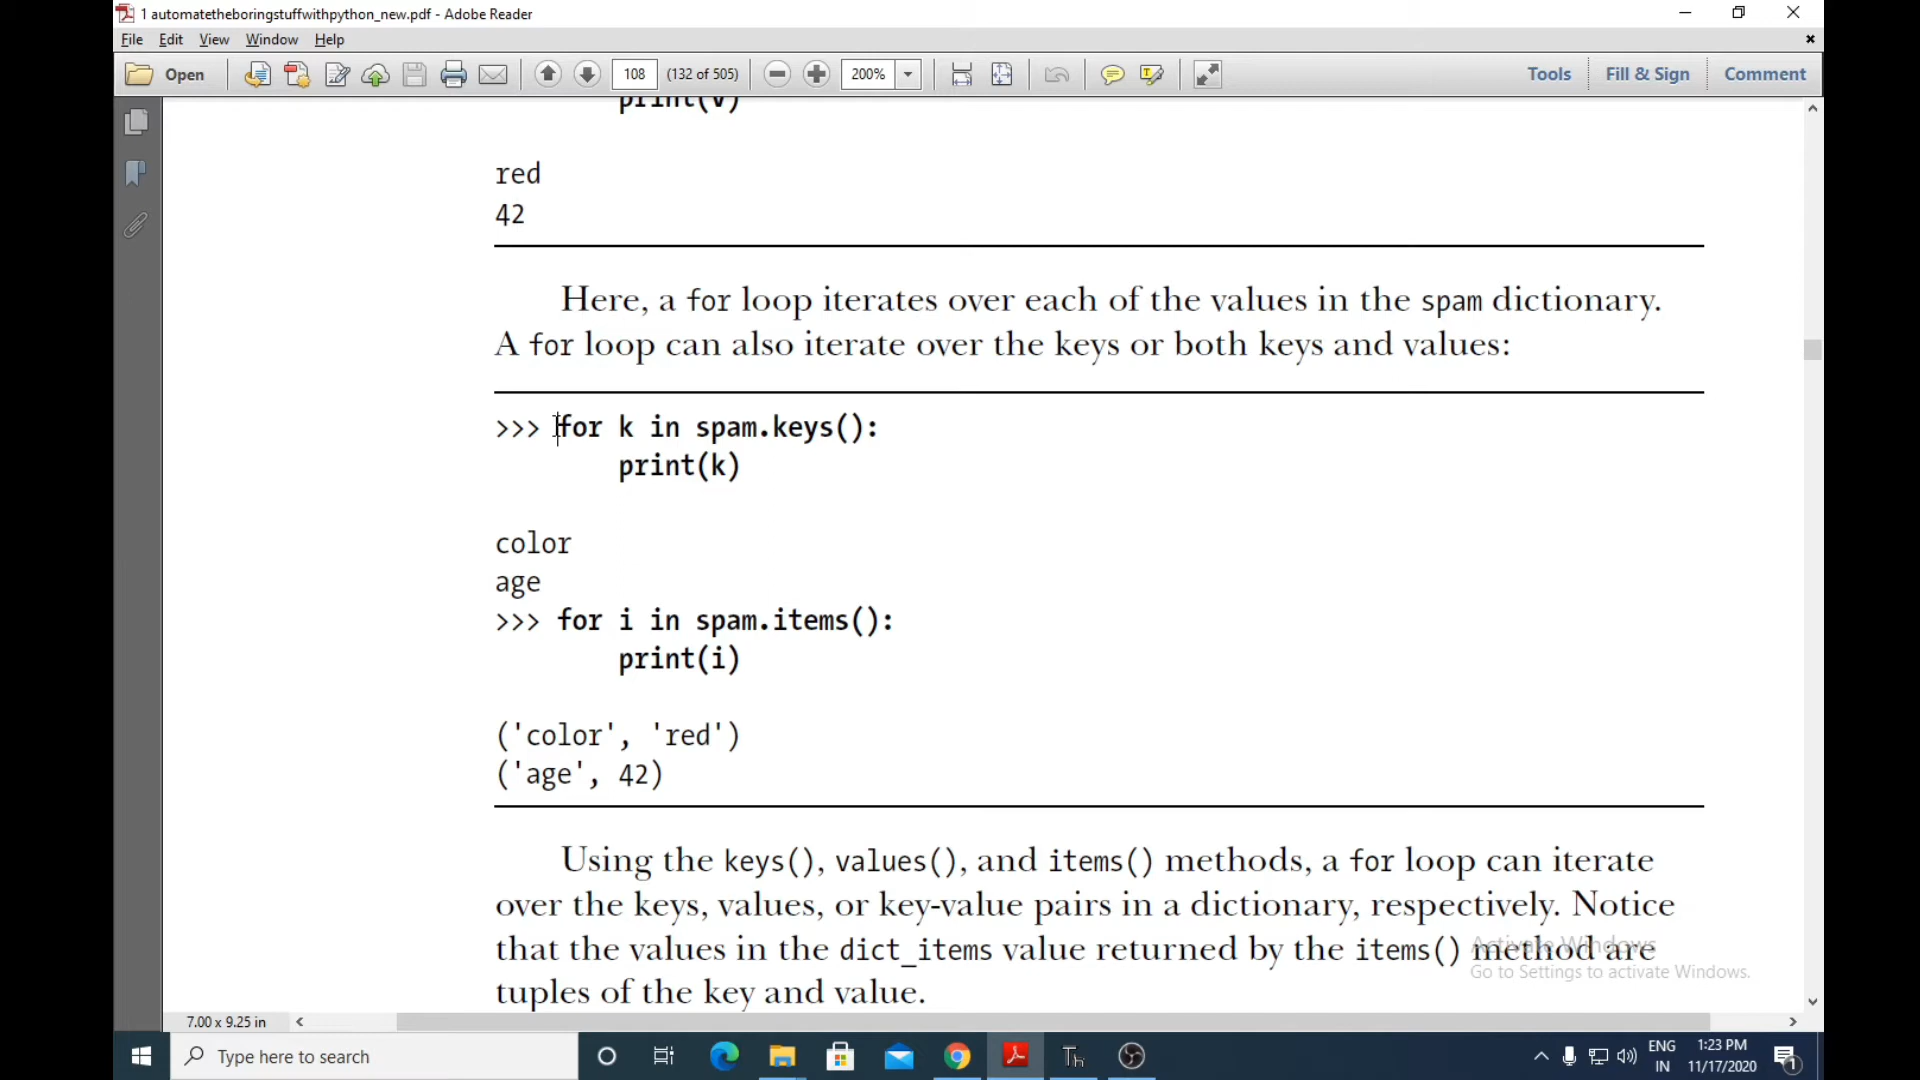 1 automatetheboringstuffwithpython_new.pdf - Adobe Reader
File Edit View Window Help
Open 108 (132 of 505) 200% Tools Fill & Sign Comment
print(v)
red
42
Here, a for loop iterates over each of the values in the spam dictionary.
A for loop can also iterate over the keys or both keys and values:
>>> for k in spam.keys():
print(k)
color
age
>>> for i in spam.items():
print(i)
('color', 'red')
('age', 42)
Using the keys(), values(), and items() methods, a for loop can iterate
over the keys, values, or key-value pairs in a dictionary, respectively. Notice
that the values in the dict_items value returned by the items() method are
tuples of the key and value.
Activate Windows
Go to Settings to activate Windows.
7.00 x 9.25 in
Type here to search
Th
ENG
IN
1:23 PM
11/17/2020
1